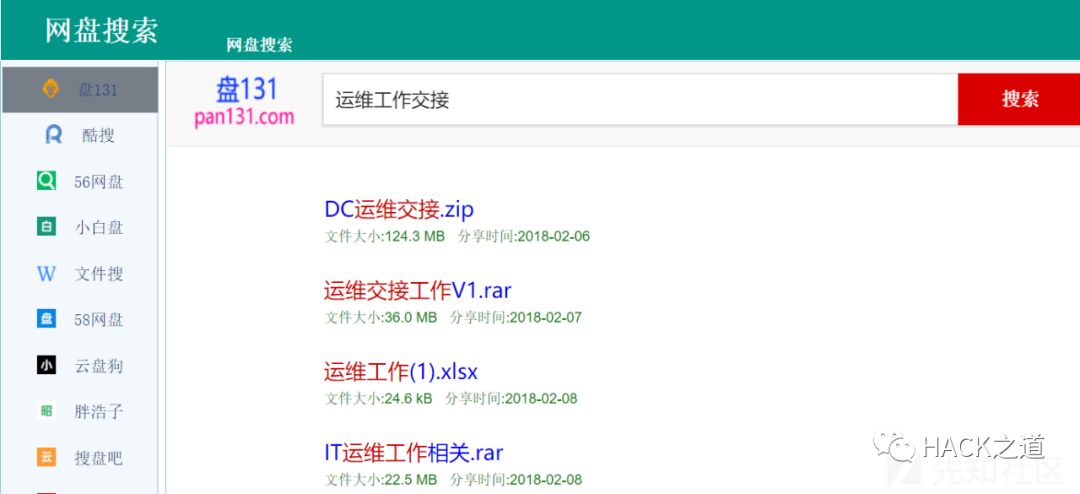 网盘搜索
网盘搜索
盘131
酷搜
56网盘
小白盘
文件搜
58网盘
云盘狗
胖浩子
搜盘吧
盘131
pan131.com
运维工作交接
搜索
DC运维交接.zip
文件大小:124.3 MB 分享时间:2018-02-06
运维交接工作V1.rar
文件大小:36.0 MB 分享时间:2018-02-07
运维工作(1).xlsx
文件大小:24.6 kB 分享时间:2018-02-08
IT运维工作相关.rar
文件大小:22.5 MB 分享时间:2018-02-08
HACK之道
先知社区